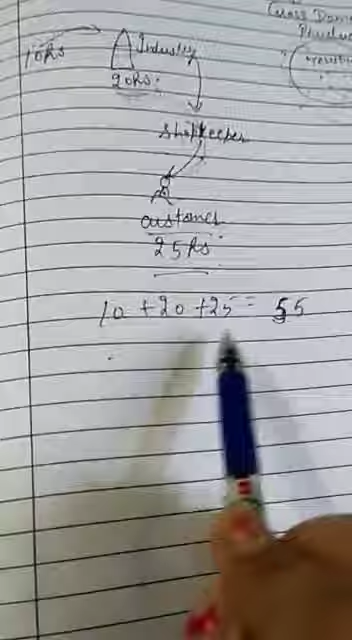 10Rs
Industry
20Rs.
Shopkeeper
customer
25Rs
10 + 20 + 25 = 55